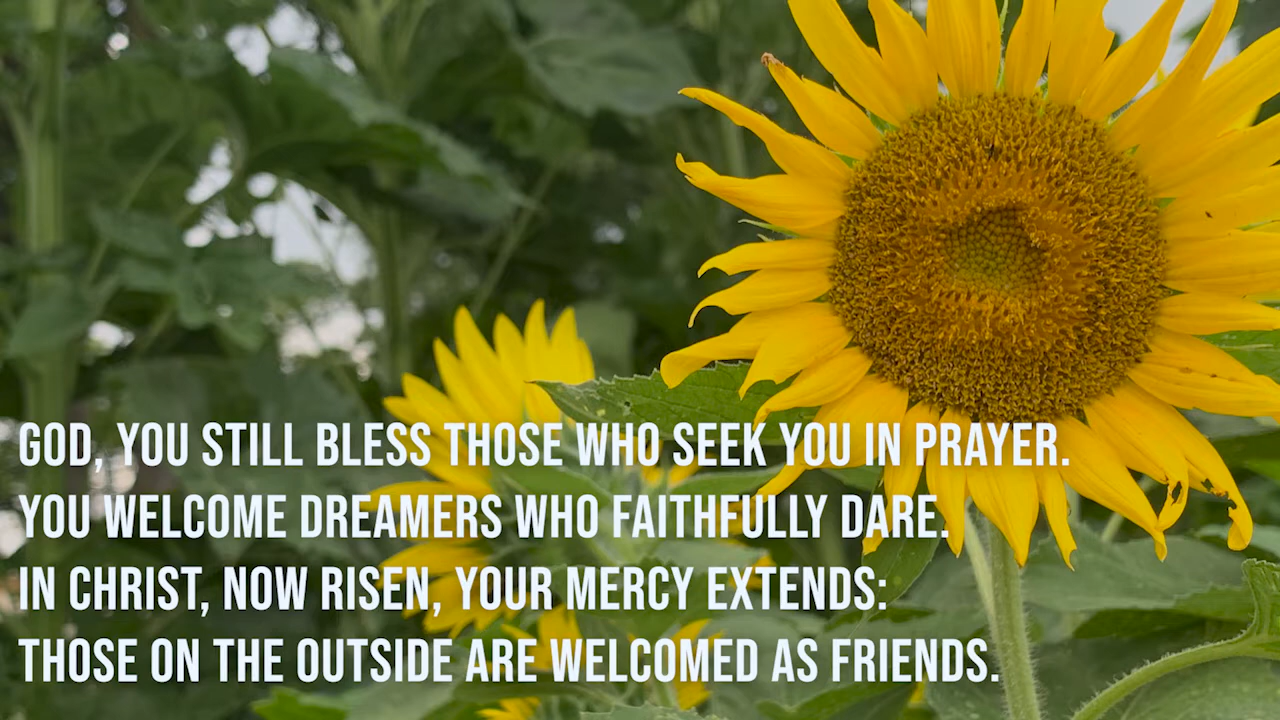 GOD, YOU STILL BLESS THOSE WHO SEEK YOU IN PRAYER.
YOU WELCOME DREAMERS WHO FAITHFULLY DARE.
IN CHRIST, NOW RISEN, YOUR MERCY EXTENDS:
THOSE ON THE OUTSIDE ARE WELCOMED AS FRIENDS.